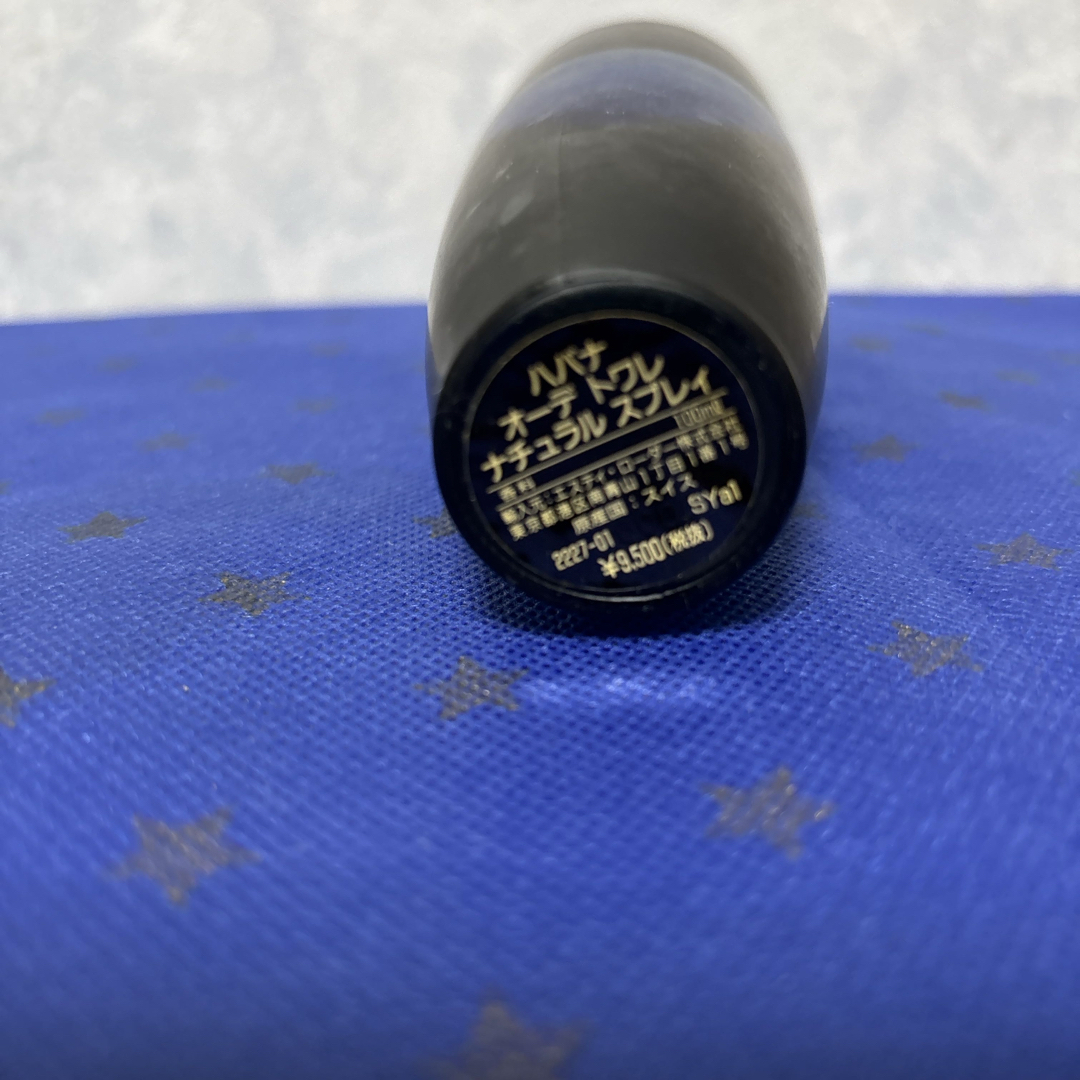 ハバナ
オーデ トワレ
ナチュラル スプレイ
100mL
香料
輸入元：エスティ・ローダー株式会社
東京都港区南青山1丁目1番1号
原産国：スイス
2227-01 SYa1
¥9,500(税抜)